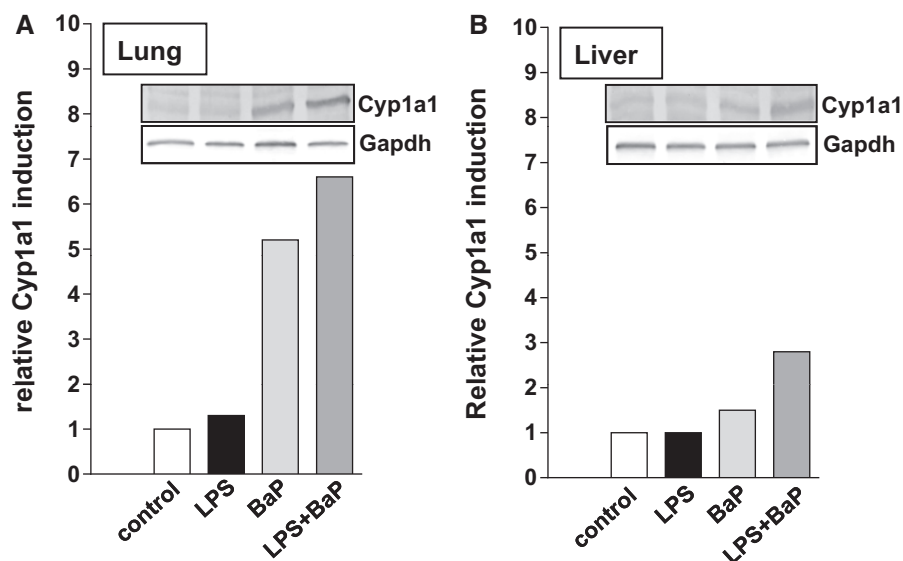 A
Lung
relative Cyp1a1 induction
10
9
8
7
6
5
4
3
2
1
0
Cyp1a1
Gapdh
control
LPS
BaP
LPS+BaP
B
Liver
Relative Cyp1a1 induction
10
9
8
7
6
5
4
3
2
1
0
Cyp1a1
Gapdh
control
LPS
BaP
LPS+BaP